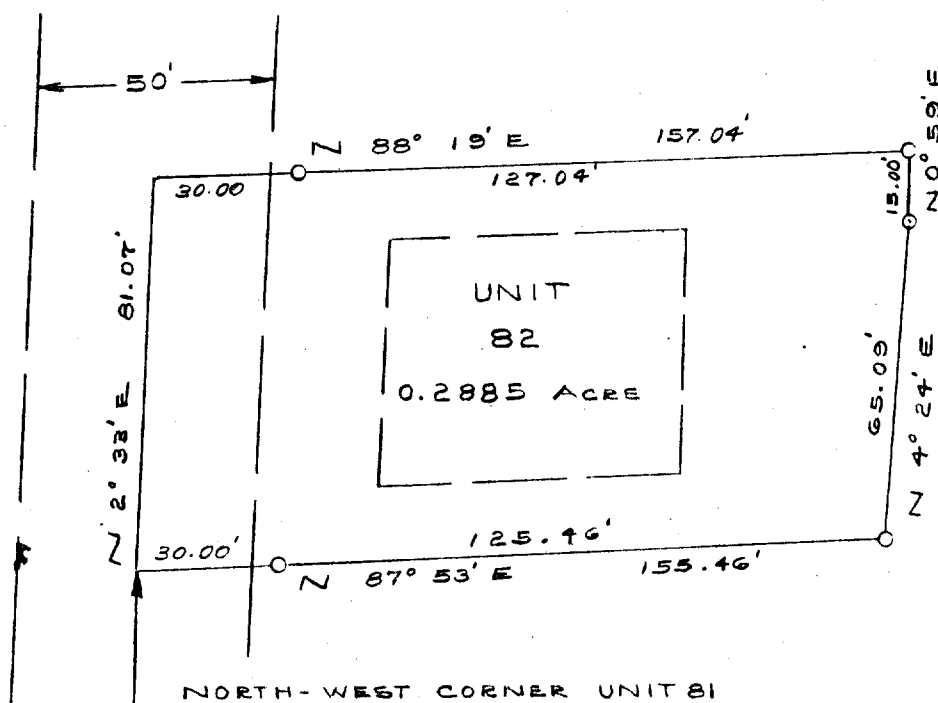 50'
N 88° 19' E 157.04'
30.00 127.04'
N 0° 59' E
15.00'
N 2° 33' E 81.07'
UNIT
82
0.2885 ACRE
65.09'
N 4° 24' E
30.00' 125.46'
N 87° 53' E 155.46'
NORTH-WEST CORNER UNIT 81